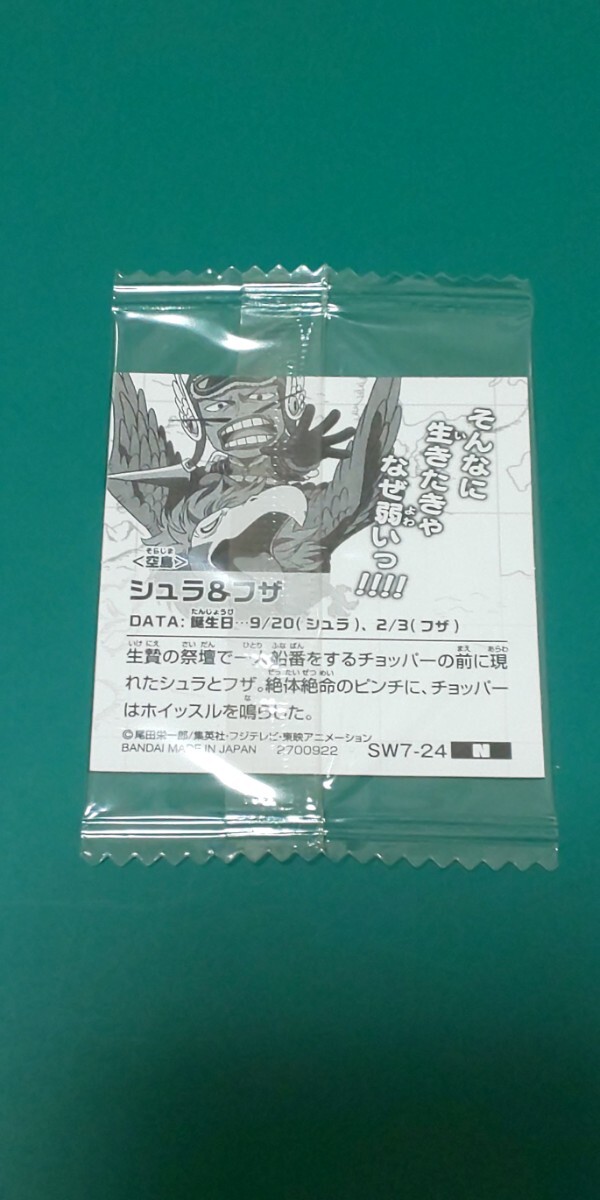 そんなに
生きたきゃ
なぜ弱いっ
!!!!
<空島>
シュラ&フザ
DATA: 誕生日…9/20(シュラ)、2/3(フザ)
生贄の祭壇で一人船番をするチョッパーの前に現
れたシュラとフザ。絶体絶命のピンチに、チョッパー
はホイッスルを鳴らした。
©尾田栄一郎/集英社・フジテレビ・東映アニメーション
BANDAI MADE IN JAPAN 2700922 SW7-24 N